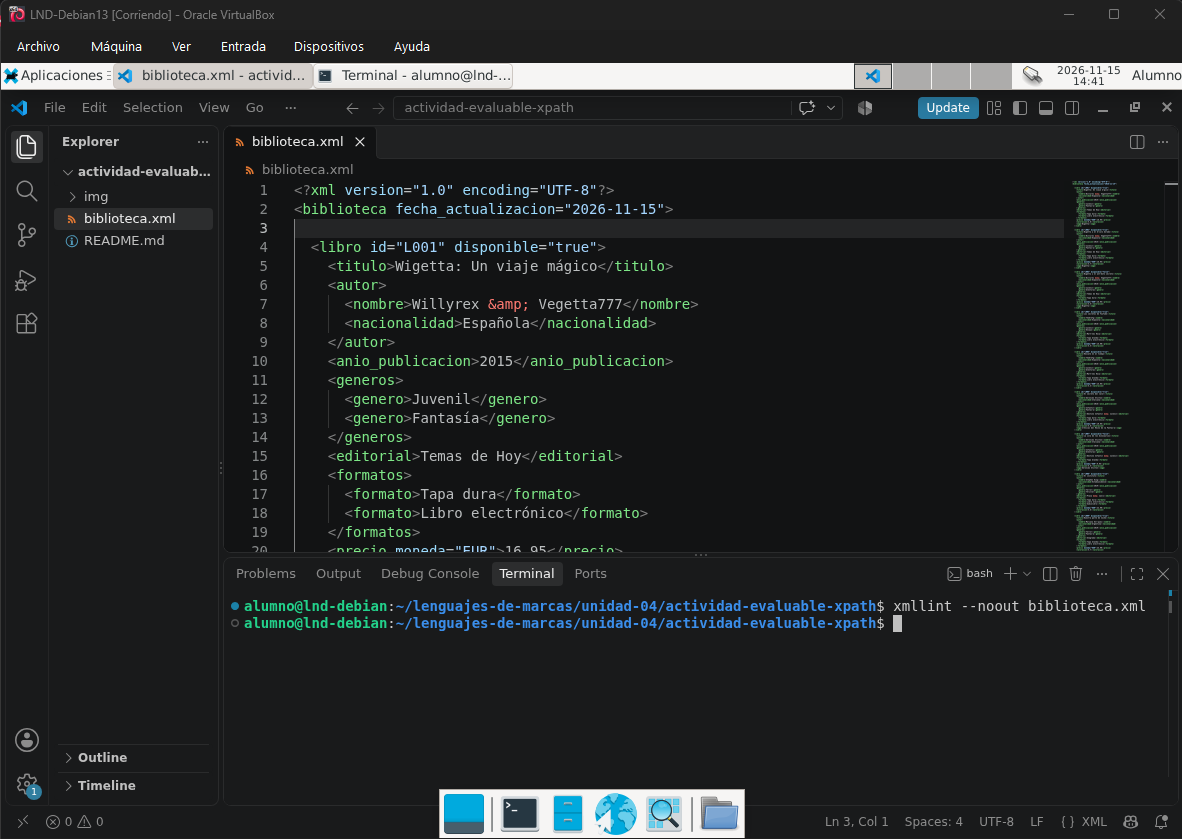 LND-Debian13 [Corriendo] - Oracle VirtualBox
Archivo Máquina Ver Entrada Dispositivos Ayuda
Aplicaciones biblioteca.xml - activid... Terminal - alumno@lnd-... 2026-11-15 Alumno
14:41
File Edit Selection View Go ... actividad-evaluable-xpath Update
Explorer ...
actividad-evaluab...
img
biblioteca.xml
README.md
Outline
Timeline
1
biblioteca.xml
biblioteca.xml
1 <?xml version="1.0" encoding="UTF-8"?>
2 <biblioteca fecha_actualizacion="2026-11-15">
3
4 <libro id="L001" disponible="true">
5 <titulo>Wigetta: Un viaje mágico</titulo>
6 <autor>
7 <nombre>Willyrex &amp; Vegetta777</nombre>
8 <nacionalidad>Española</nacionalidad>
9 </autor>
10 <anio_publicacion>2015</anio_publicacion>
11 <generos>
12 <genero>Juvenil</genero>
13 <genero>Fantasía</genero>
14 </generos>
15 <editorial>Temas de Hoy</editorial>
16 <formatos>
17 <formato>Tapa dura</formato>
18 <formato>Libro electrónico</formato>
19 </formatos>
20 <precio moneda="EUR">16.95</precio>
Problems Output Debug Console Terminal Ports bash
alumno@lnd-debian:~/lenguajes-de-marcas/unidad-04/actividad-evaluable-xpath$ xmllint --noout biblioteca.xml
alumno@lnd-debian:~/lenguajes-de-marcas/unidad-04/actividad-evaluable-xpath$
0 0 Ln 3, Col 1 Spaces: 4 UTF-8 LF { } XML